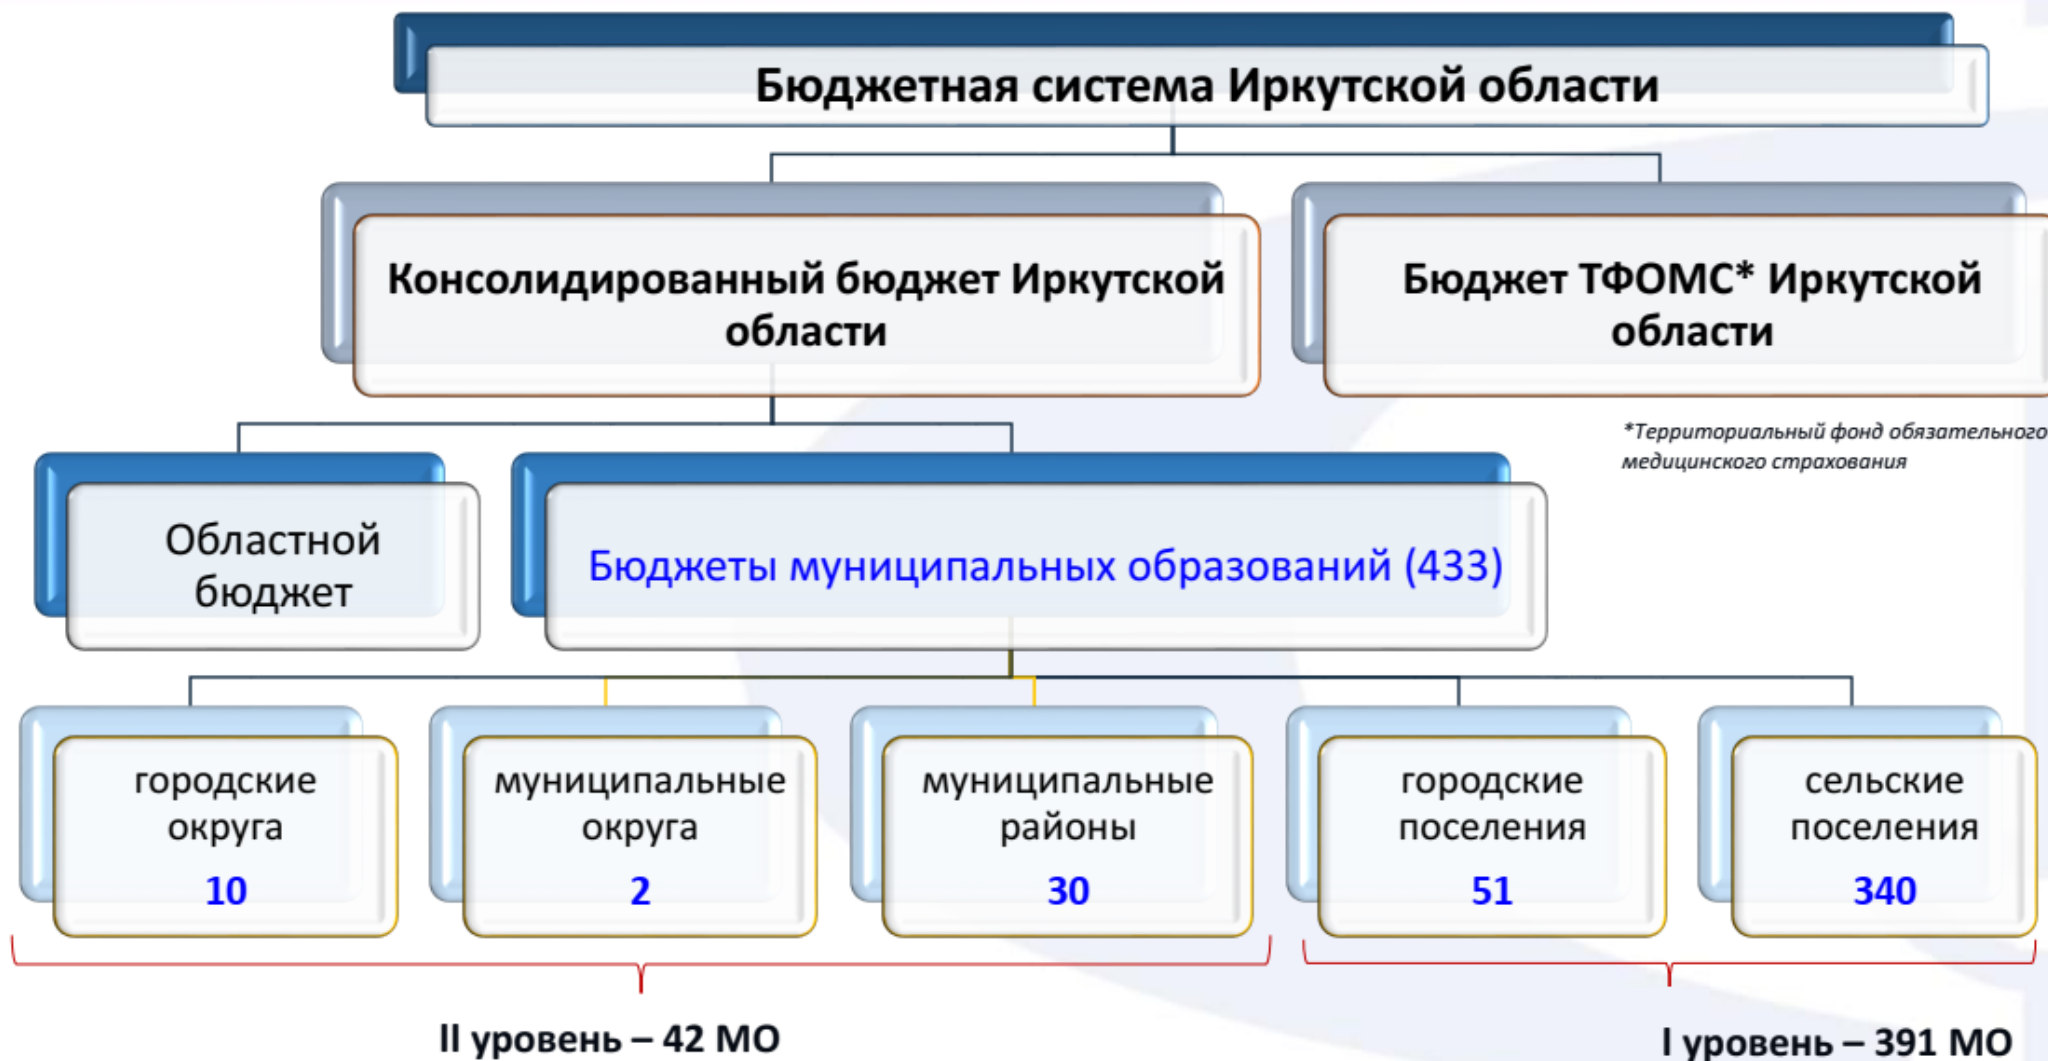 Бюджетная система Иркутской области
Консолидированный бюджет Иркутской
области
Бюджет ТФОМС* Иркутской
области
*Территориальный фонд обязательного
медицинского страхования
Областной
бюджет
Бюджеты муниципальных образований (433)
городские
округа
10
муниципальные
округа
2
муниципальные
районы
30
городские
поселения
51
сельские
поселения
340
II уровень – 42 МО
I уровень – 391 МО